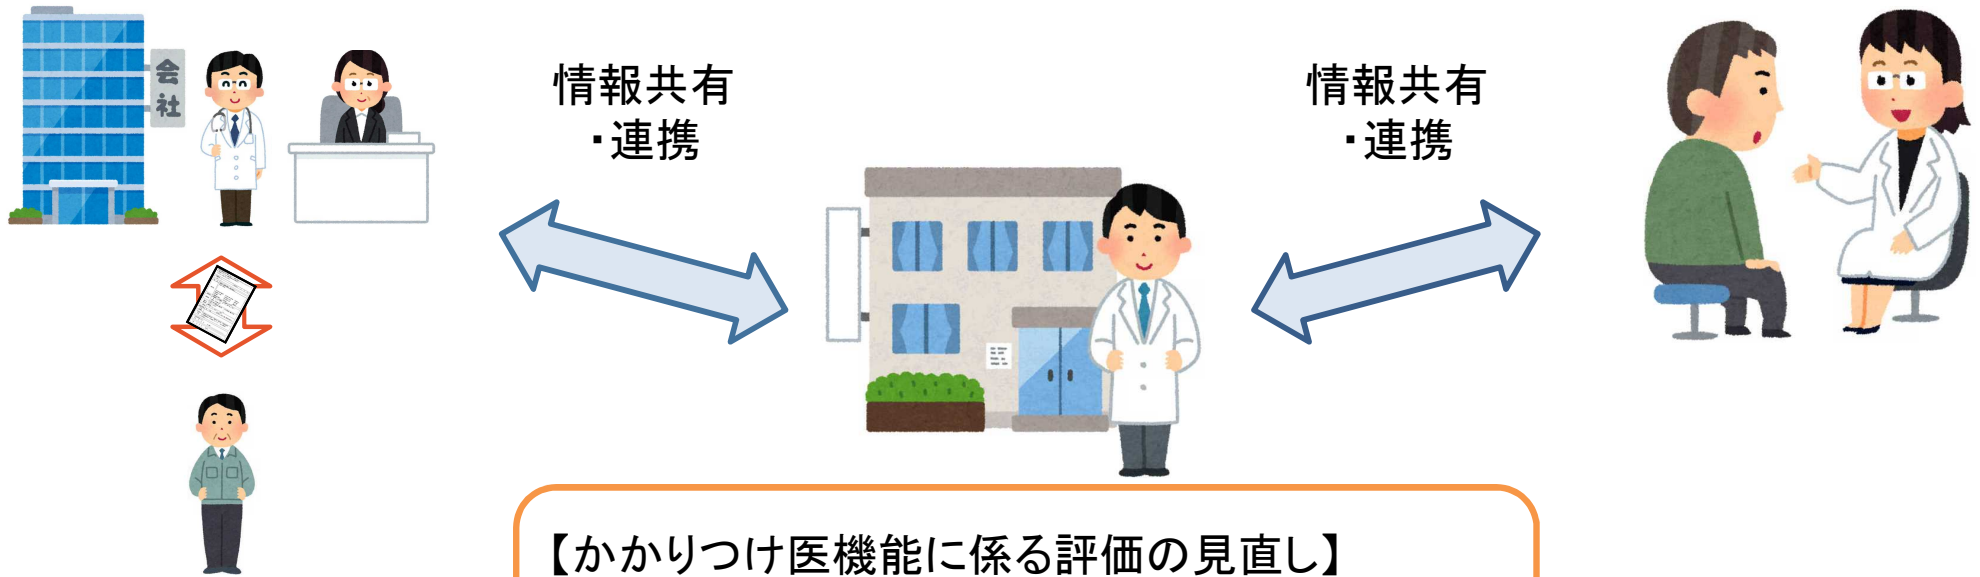 会社
情報共有
・連携
情報共有
・連携
【かかりつけ医機能に係る評価の見直し】